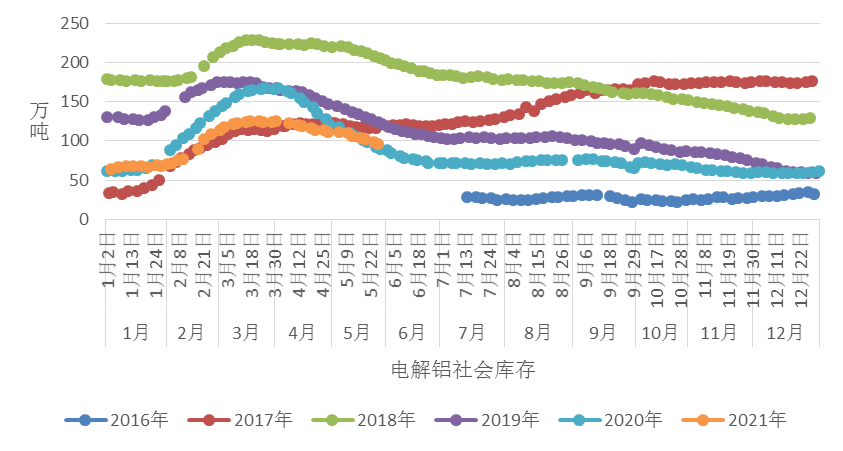 250
200
150
100
50
0
万吨
1月2日 1月13日 1月24日 2月8日 2月21日 3月5日 3月18日 3月30日 4月12日 4月25日 5月9日 5月22日 6月5日 6月18日 7月1日 7月13日 7月24日 8月4日 8月15日 8月26日 9月6日 9月18日 9月29日 10月17日 10月28日 11月8日 11月19日 11月30日 12月11日 12月22日
1月 2月 3月 4月 5月 6月 7月 8月 9月 10月 11月 12月
电解铝社会库存
2016年 2017年 2018年 2019年 2020年 2021年